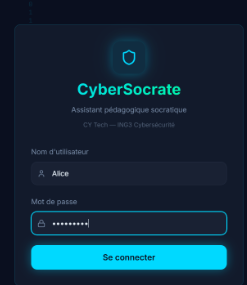 CyberSocrate
Assistant pédagogique socratique
CY Tech — ING3 Cybersécurité
Nom d'utilisateur
Alice
Mot de passe
•••••••••
Se connecter